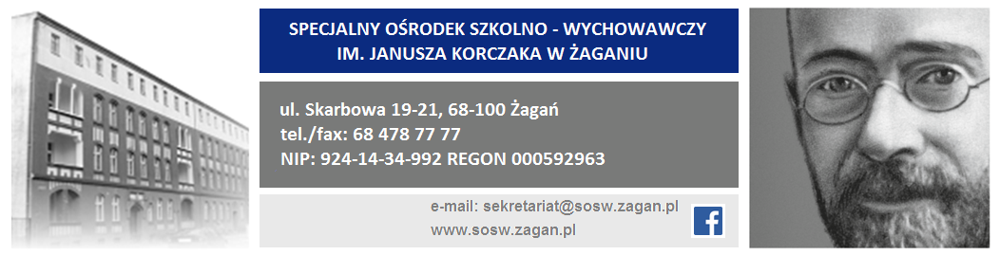 SPECJALNY OŚRODEK SZKOLNO - WYCHOWAWCZY
IM. JANUSZA KORCZAKA W ŻAGANIU
ul. Skarbowa 19-21, 68-100 Żagań
tel./fax: 68 478 77 77
NIP: 924-14-34-992 REGON 000592963
e-mail: sekretariat@sosw.zagan.pl
www.sosw.zagan.pl